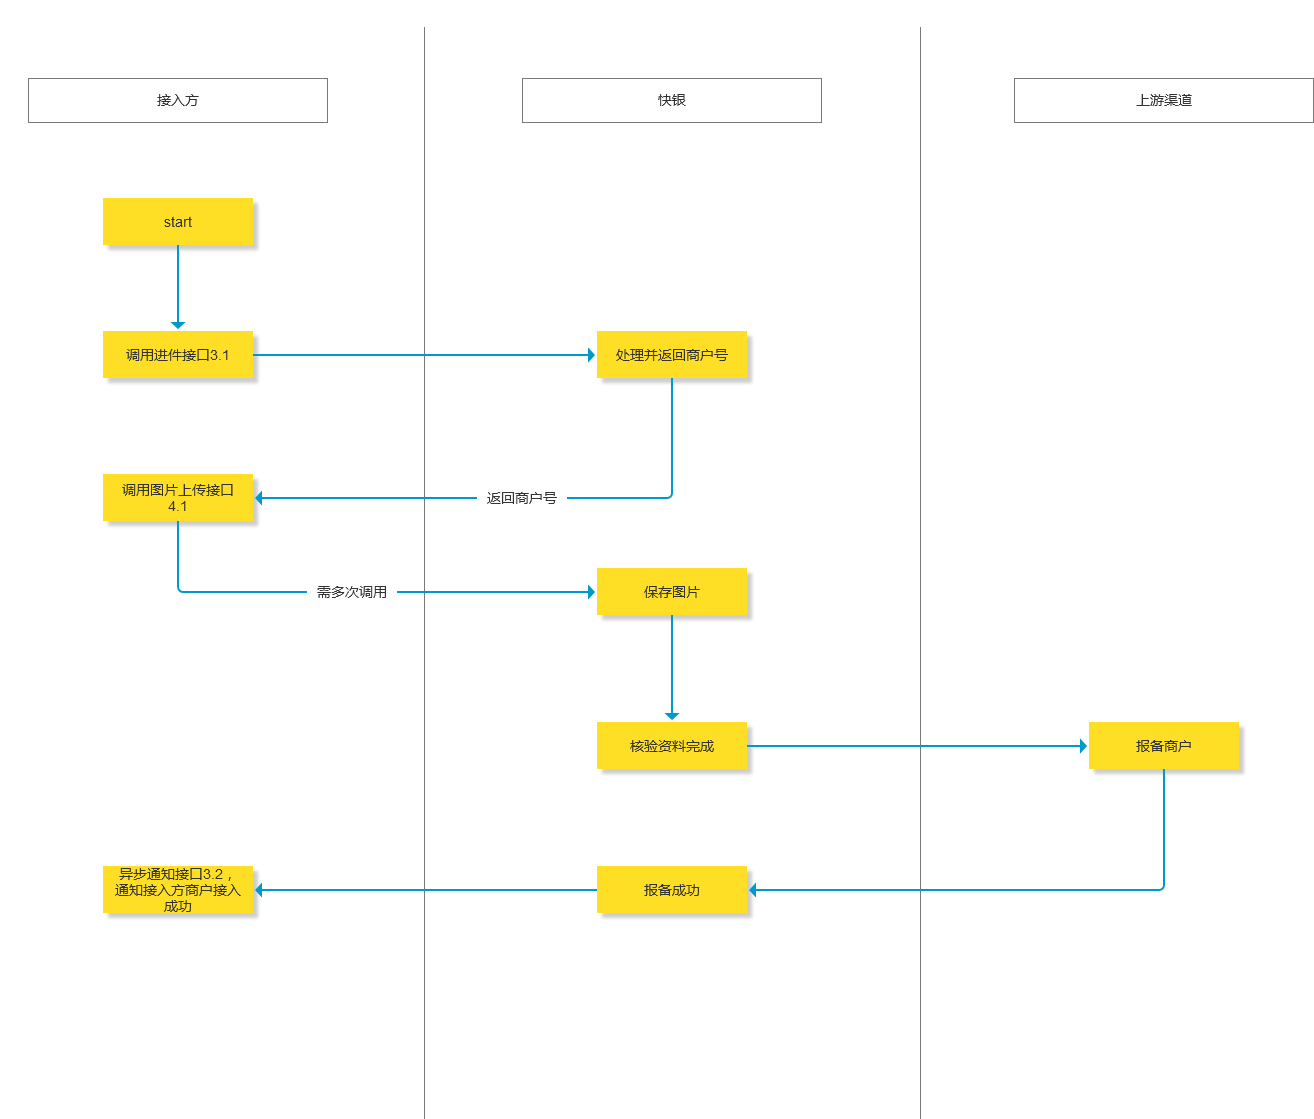 接入方
快银
上游渠道
start
调用进件接口3.1
处理并返回商户号
调用图片上传接口
4.1
返回商户号
需多次调用
保存图片
核验资料完成
报备商户
异步通知接口3.2，
通知接入方商户接入
成功
报备成功